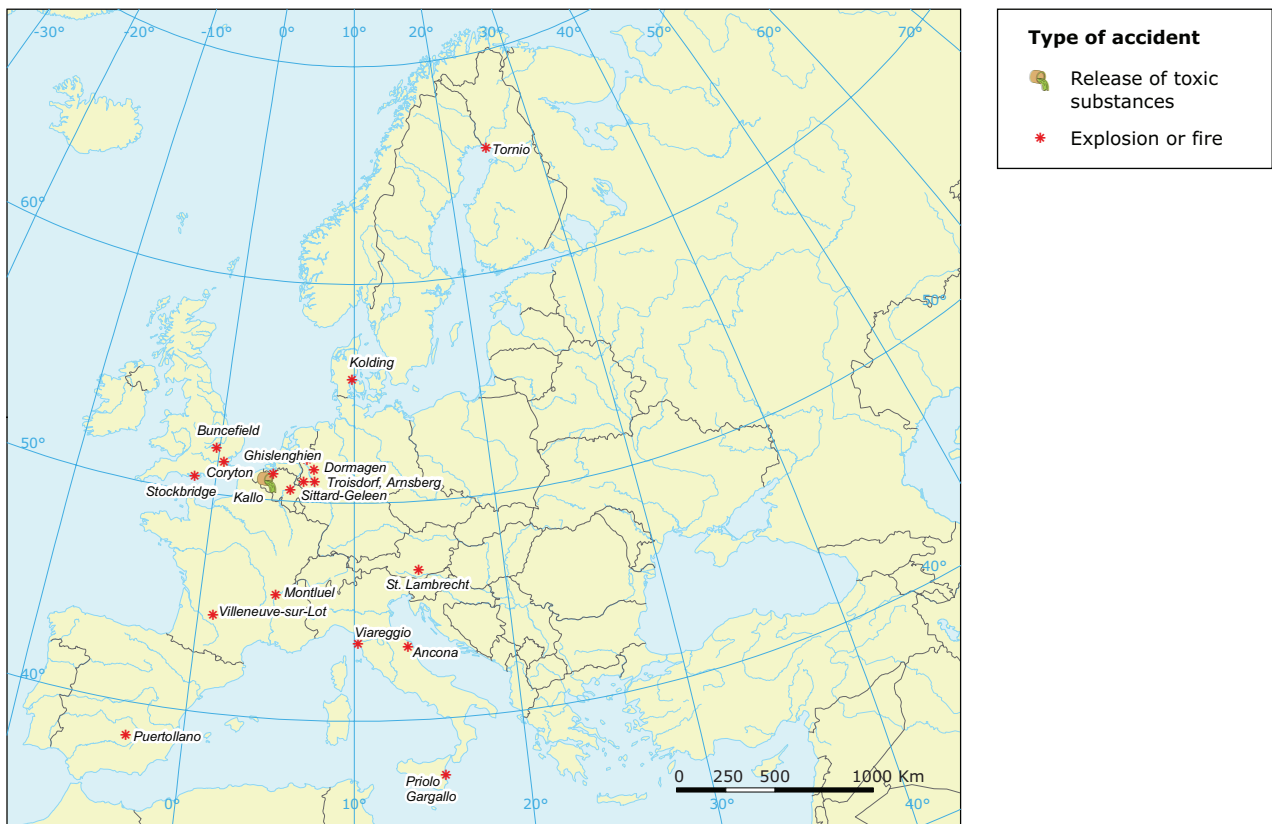 -30°
-20°
-10°
0°
10°
20°
30°
40°
50°
60°
70°
Type of accident
Release of toxic
substances
Explosion or fire
60°
50°
40°
50°
40°
Tornio
Kolding
Buncefield
Ghislenghien
Coryton
Dormagen
Stockbridge
Kallo
Troisdorf, Arnsberg
Sittard-Geleen
St. Lambrecht
Montluel
Villeneuve-sur-Lot
Viareggio
Ancona
Puertollano
Priolo
Gargallo
0 250 500 1000 Km
0°
10°
20°
30°
40°